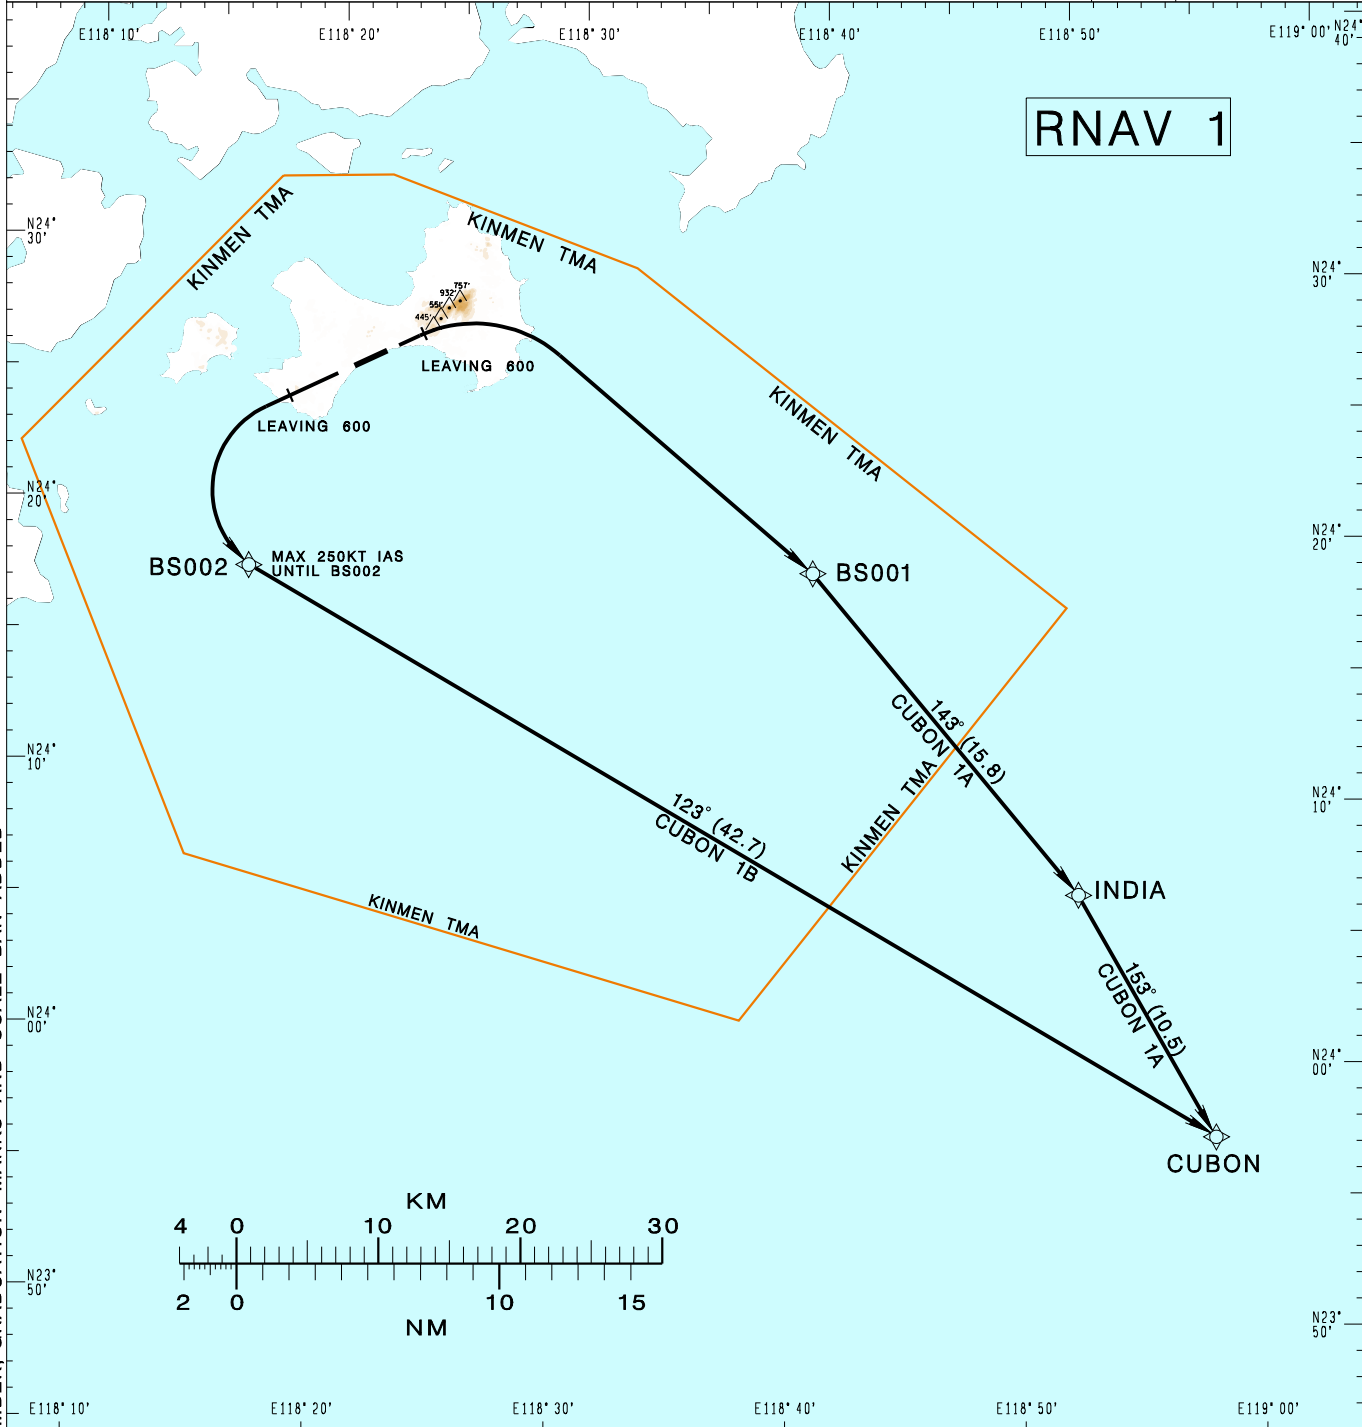 E118° 10'
E118° 20'
E118° 30'
E118° 40'
E118° 50'
E119° 00'
N24°
40'
RNAV 1
N24°
30'
N24°
30'
KINMEN TMA
KINMEN TMA
757'
932'
551'
445'
LEAVING 600
LEAVING 600
KINMEN TMA
N24°
20'
N24°
20'
BS002
MAX 250KT IAS
UNTIL BS002
BS001
143° (15.8)
CUBON 1A
N24°
10'
N24°
10'
KINMEN TMA
123° (42.7)
CUBON 1B
INDIA
KINMEN TMA
153° (10.5)
CUBON 1A
N24°
00'
N24°
00'
CUBON
KM
4 0 10 20 30
2 0 10 15
NM
N23°
50'
N23°
50'
E118° 10'
E118° 20'
E118° 30'
E118° 40'
E118° 50'
E119° 00'